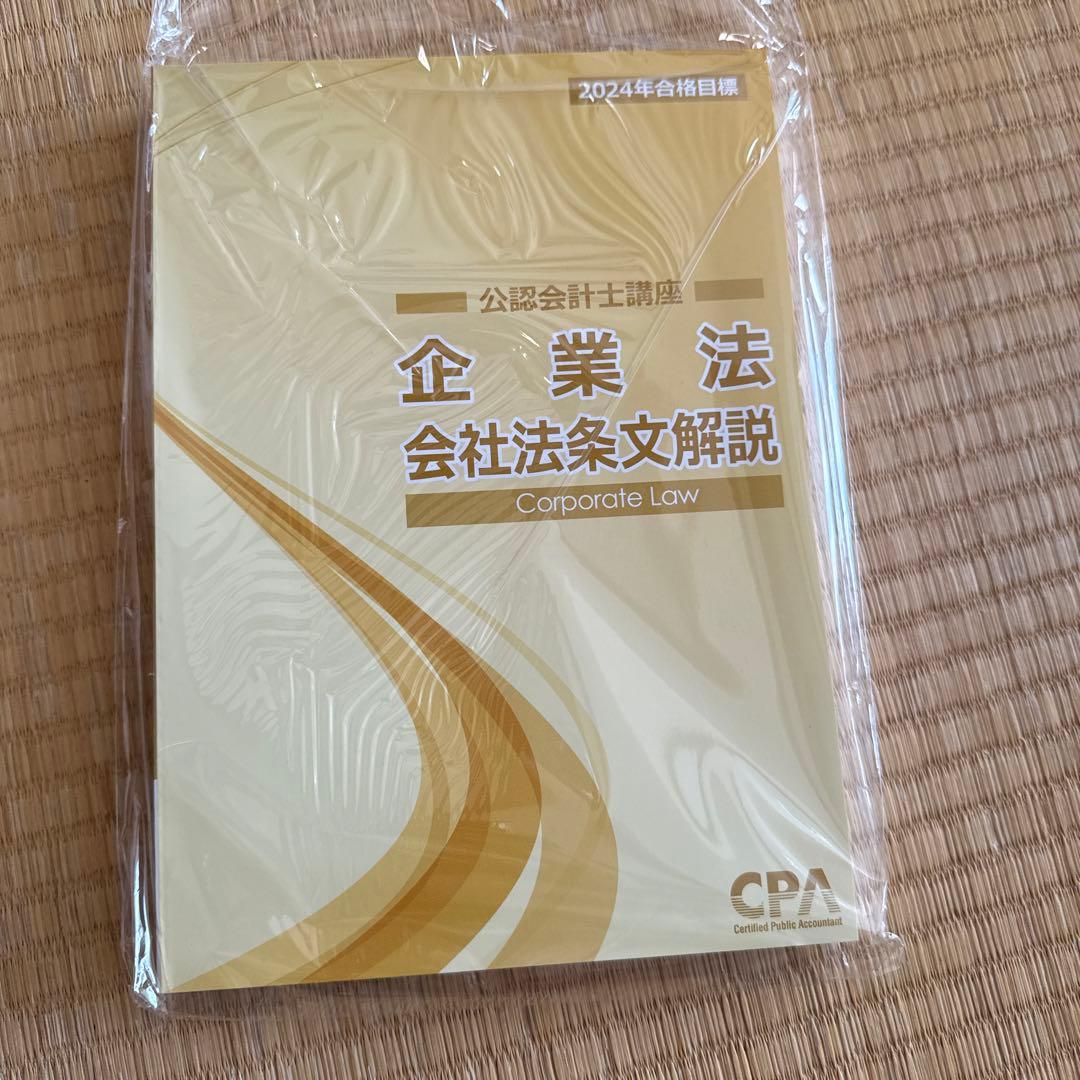 2024年合格目標
公認会計士講座
企業法
会社法条文解説
Corporate Law
CPA
Certified Public Accountant